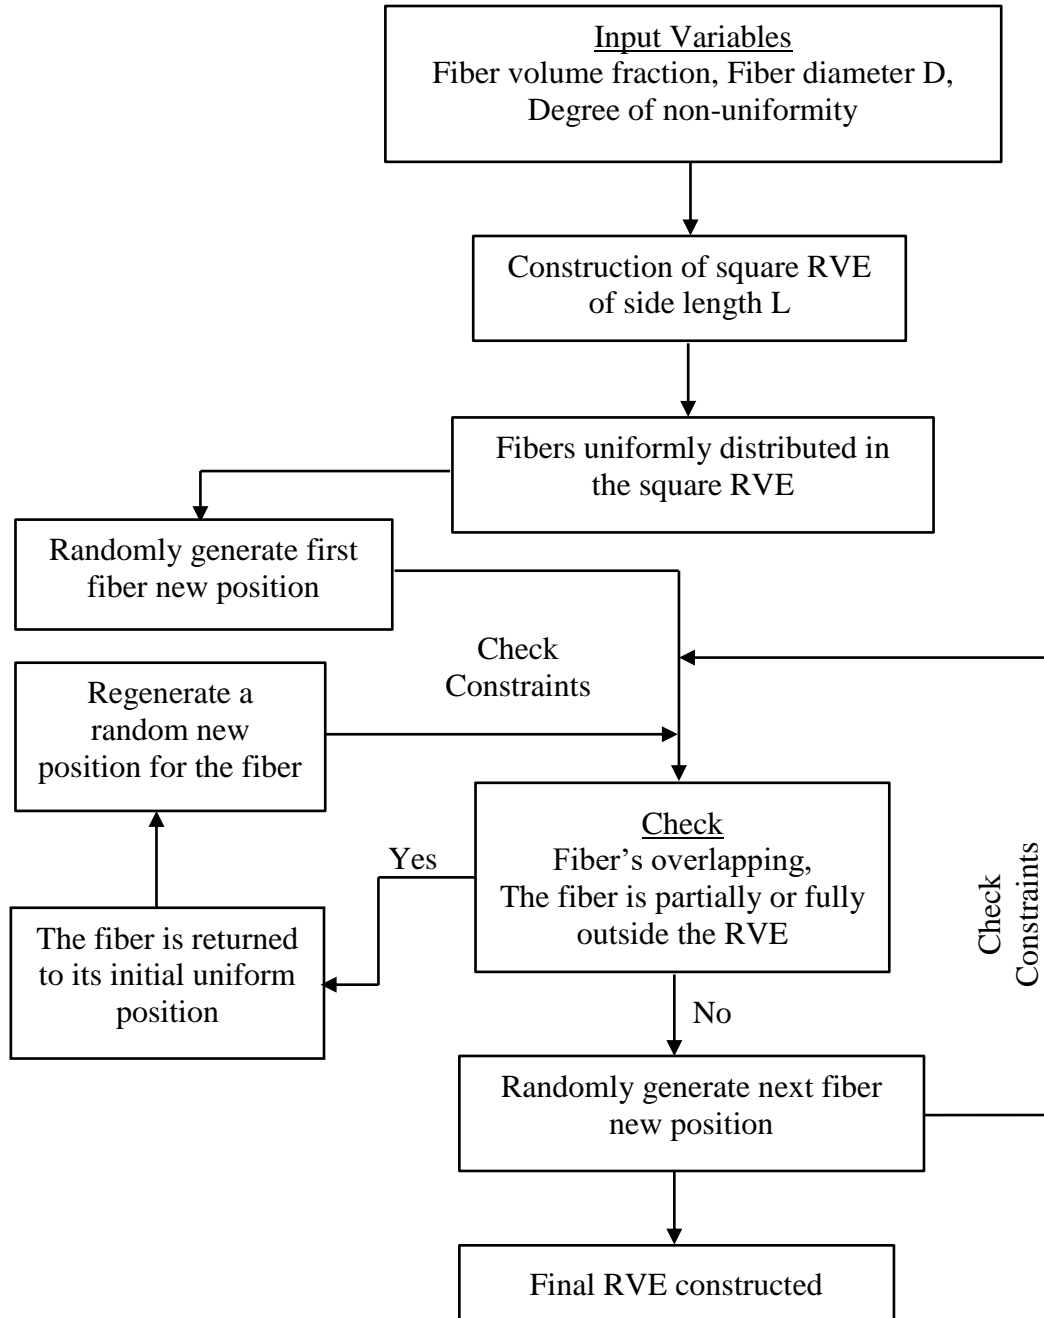 Input Variables
Fiber volume fraction, Fiber diameter D,
Degree of non-uniformity
Construction of square RVE
of side length L
Fibers uniformly distributed in
the square RVE
Randomly generate first
fiber new position
Check
Constraints
Regenerate a
random new
position for the fiber
Check
Fiber's overlapping,
The fiber is partially or fully
outside the RVE
Yes
The fiber is returned
to its initial uniform
position
Check
Constraints
No
Randomly generate next fiber
new position
Final RVE constructed